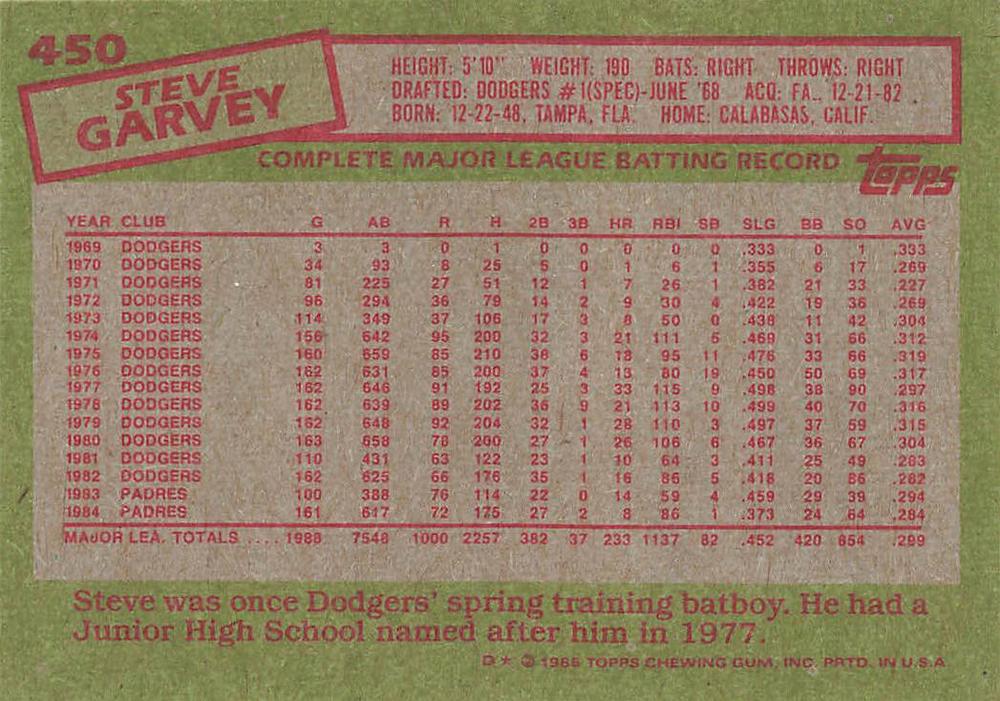 450
STEVE
GARVEY
HEIGHT: 5'10" WEIGHT: 190 BATS: RIGHT THROWS: RIGHT
DRAFTED: DODGERS #1(SPEC)-JUNE '68 ACQ: FA., 12-21-82
BORN: 12-22-48, TAMPA, FLA. HOME: CALABASAS, CALIF.
COMPLETE MAJOR LEAGUE BATTING RECORD
topps
YEAR CLUB G AB R H 2B 3B HR RBI SB SLG BB SO AVG
1969 DODGERS 3 3 0 1 0 0 0 0 0 .333 0 1 .333
1970 DODGERS 34 93 8 25 5 0 1 6 1 .355 6 17 .269
1971 DODGERS 81 225 27 51 12 1 7 26 1 .382 21 33 .227
1972 DODGERS 96 294 36 79 14 2 9 30 4 .422 19 36 .269
1973 DODGERS 114 349 37 106 17 3 8 50 0 .438 11 42 .304
1974 DODGERS 156 642 95 200 32 3 21 111 5 .469 31 66 .312
1975 DODGERS 160 659 85 210 38 6 18 95 11 .476 33 66 .319
1976 DODGERS 162 631 85 200 37 4 13 80 19 .450 50 69 .317
1977 DODGERS 162 646 91 192 25 3 33 115 9 .498 38 90 .297
1978 DODGERS 162 639 89 202 36 9 21 113 10 .499 40 70 .316
1979 DODGERS 162 648 92 204 32 1 28 110 3 .497 37 59 .315
1980 DODGERS 163 658 78 200 27 1 26 106 6 .467 36 67 .304
1981 DODGERS 110 431 63 122 23 1 10 64 3 .411 25 49 .283
1982 DODGERS 162 625 66 176 35 1 16 86 5 .418 20 86 .282
1983 PADRES 100 388 76 114 22 0 14 59 4 .459 29 39 .294
1984 PADRES 161 617 72 175 27 2 8 86 1 .373 24 64 .284
MAJOR LEA. TOTALS .... 1988 7548 1000 2257 382 37 233 1137 82 .452 420 854 .299
Steve was once Dodgers' spring training batboy. He had a
Junior High School named after him in 1977.
D★ © 1985 TOPPS CHEWING GUM, INC. PRTD. IN U.S.A